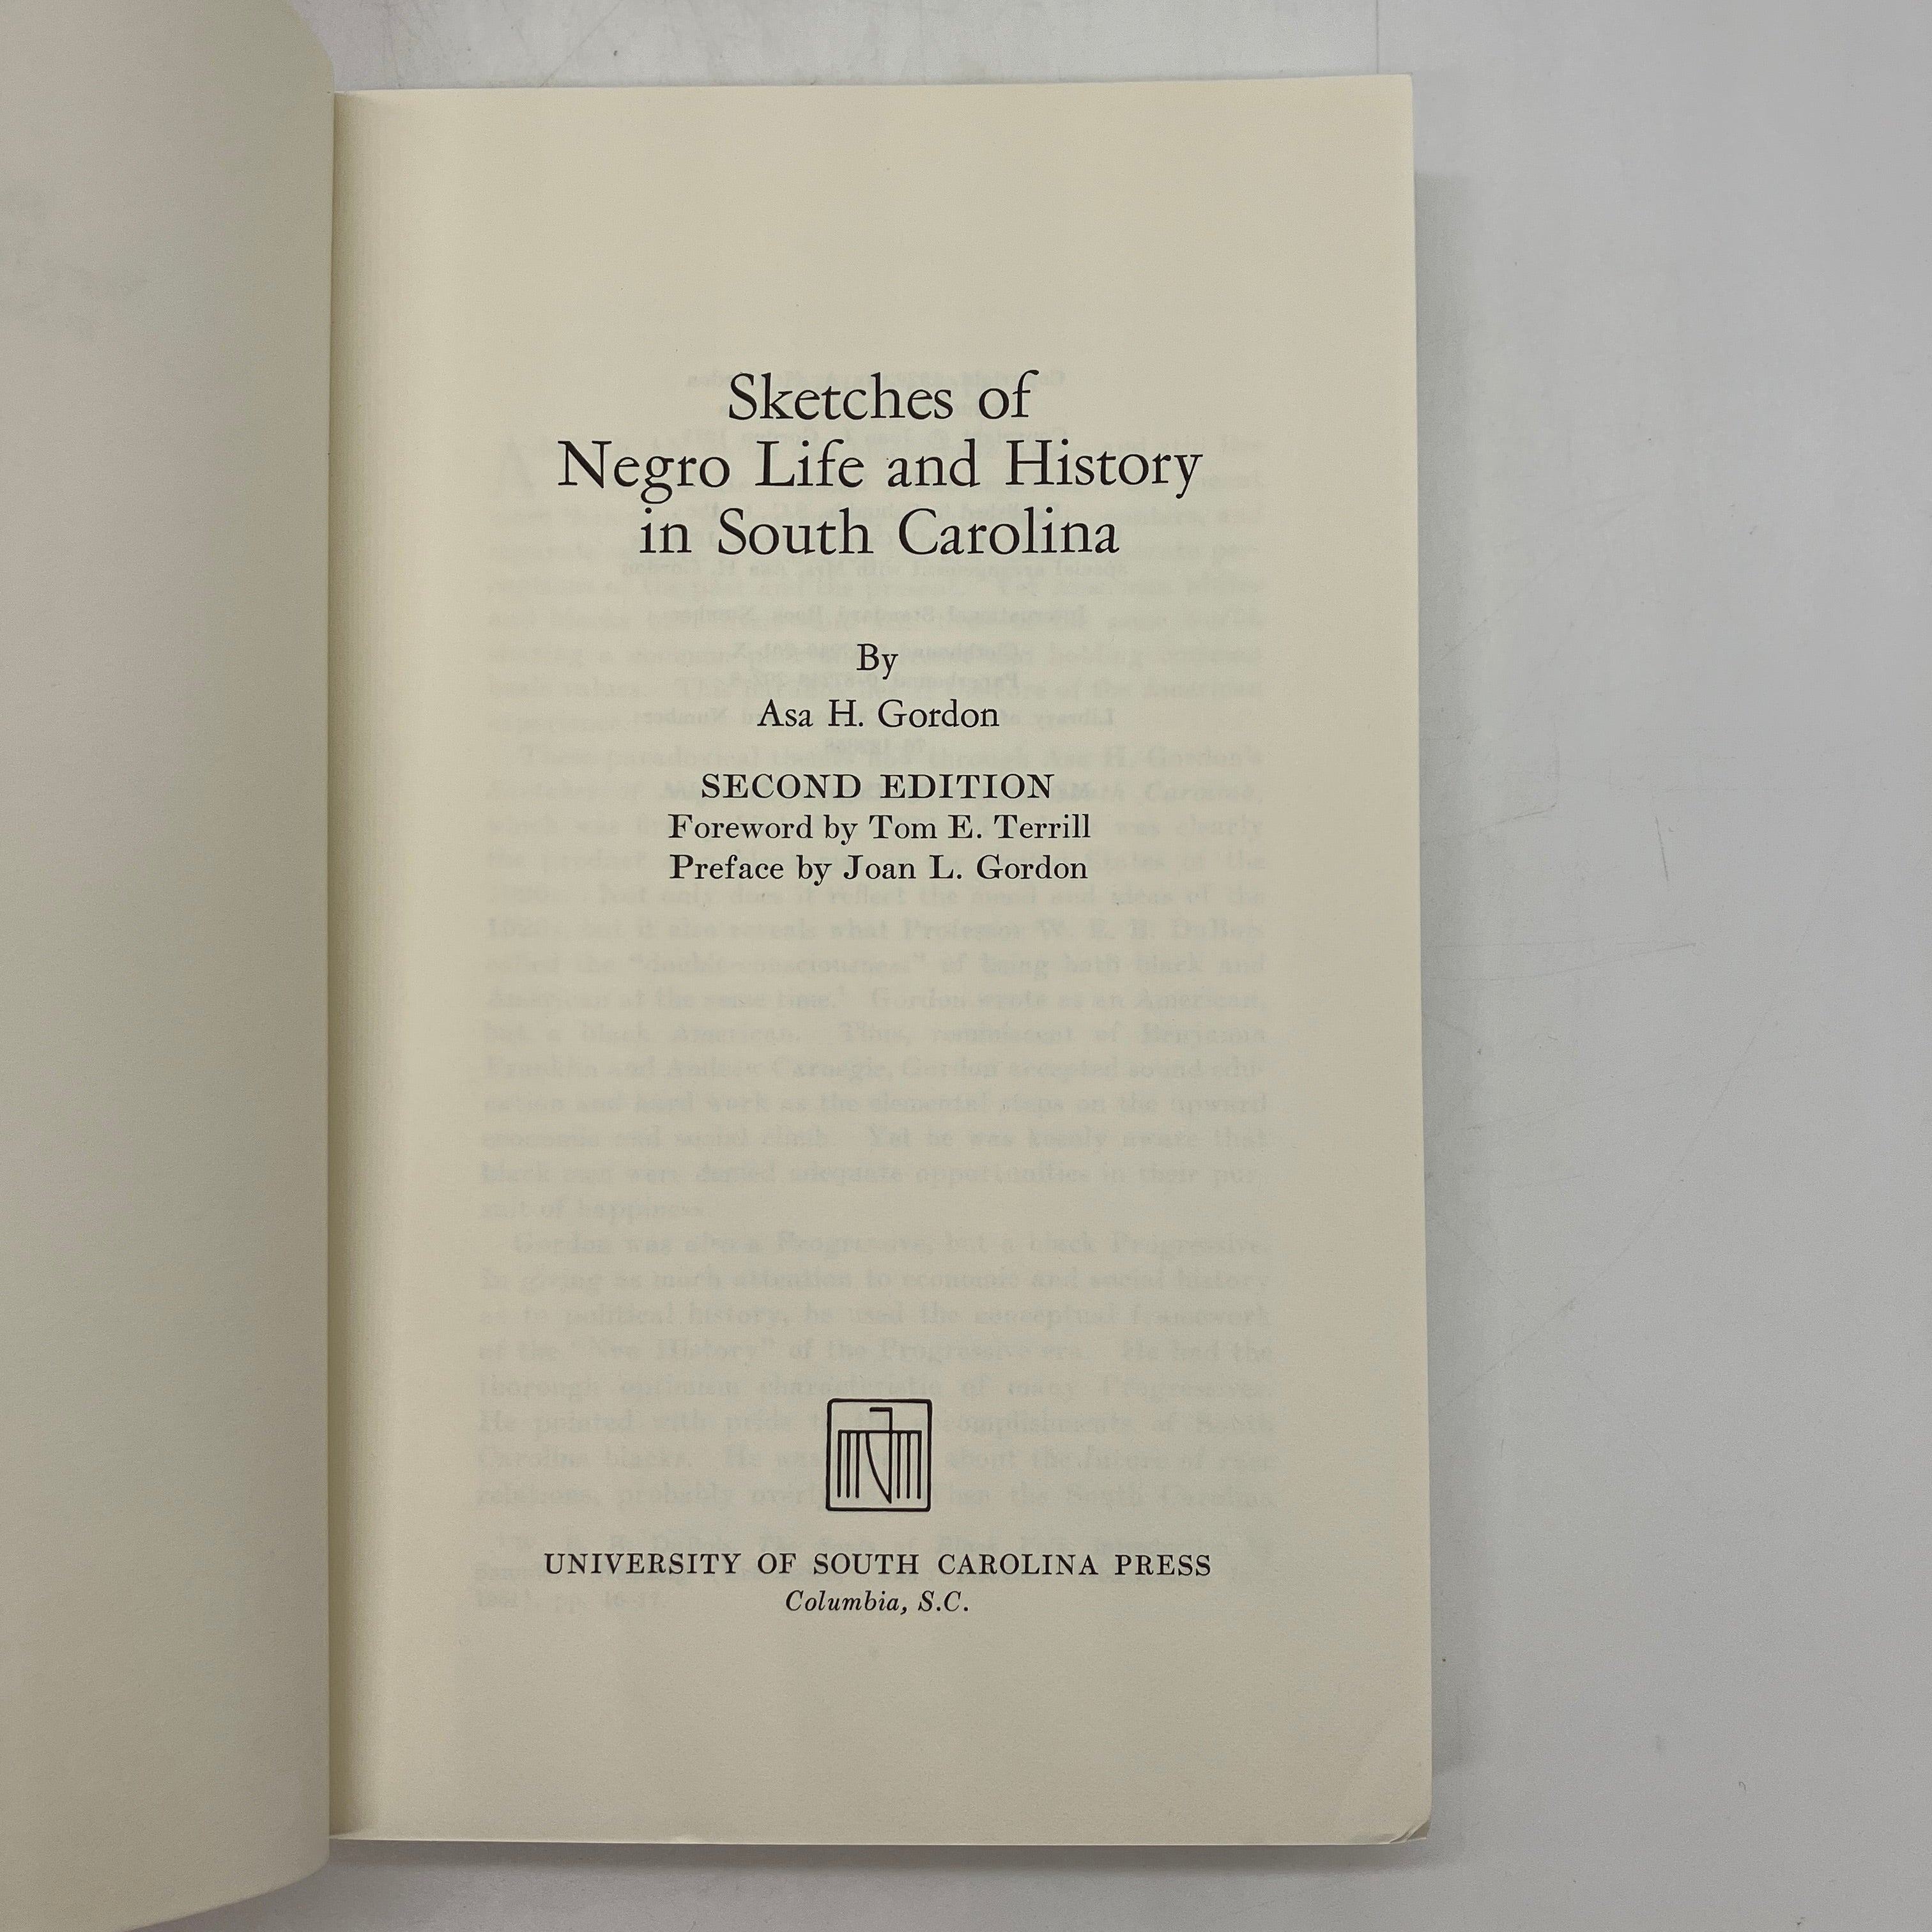 Sketches of
Negro Life and History
in South Carolina
By
Asa H. Gordon
SECOND EDITION
Foreword by Tom E. Terrill
Preface by Joan L. Gordon
UNIVERSITY OF SOUTH CAROLINA PRESS
Columbia, S.C.